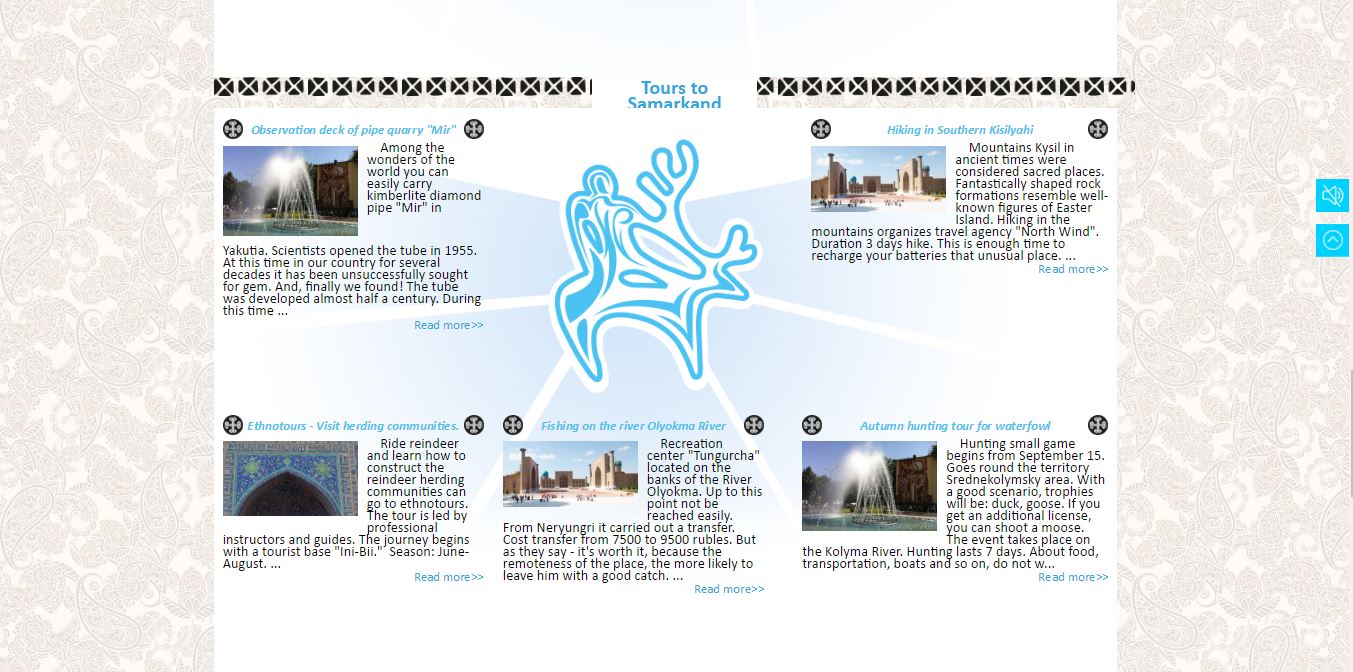 Tours to
Samarkand
Observation deck of pipe quarry "Mir"
Among the
wonders of the
world you can
easily carry
kimberlite diamond
pipe "Mir" in
Yakutia. Scientists opened the tube in 1955.
At this time in our country for several
decades it has been unsuccessfully sought
for gem. And, finally we found! The tube
was developed almost half a century. During
this time ...
Read more>>
Hiking in Southern Kisilyahi
Mountains Kysil in
ancient times were
considered sacred places.
Fantastically shaped rock
formations resemble well-
known figures of Easter
Island. Hiking in the
mountains organizes travel agency "North Wind".
Duration 3 days hike. This is enough time to
recharge your batteries that unusual place. ...
Read more>>
Ethnotours - Visit herding communities.
Ride reindeer
and learn how to
construct the
reindeer herding
communities can
go to ethnotours.
The tour is led by
professional
instructors and guides. The journey begins
with a tourist base "Ini-Bii."  Season: June-
August. ...
Read more>>
Fishing on the river Olyokma River
Recreation
center "Tungurcha"
located on the
banks of the River
Olyokma. Up to this
point not be
reached easily.
From Neryungri it carried out a transfer.
Cost transfer from 7500 to 9500 rubles. But
as they say - it's worth it, because the
remoteness of the place, the more likely to
leave him with a good catch. ...
Read more>>
Autumn hunting tour for waterfowl
Hunting small game
begins from September 15.
Goes round the territory
Srednekolymsky area. With
a good scenario, trophies
will be: duck, goose. If you
get an additional license,
you can shoot a moose.
The event takes place on
the Kolyma River. Hunting lasts 7 days. About food,
transportation, boats and so on, do not w...
Read more>>